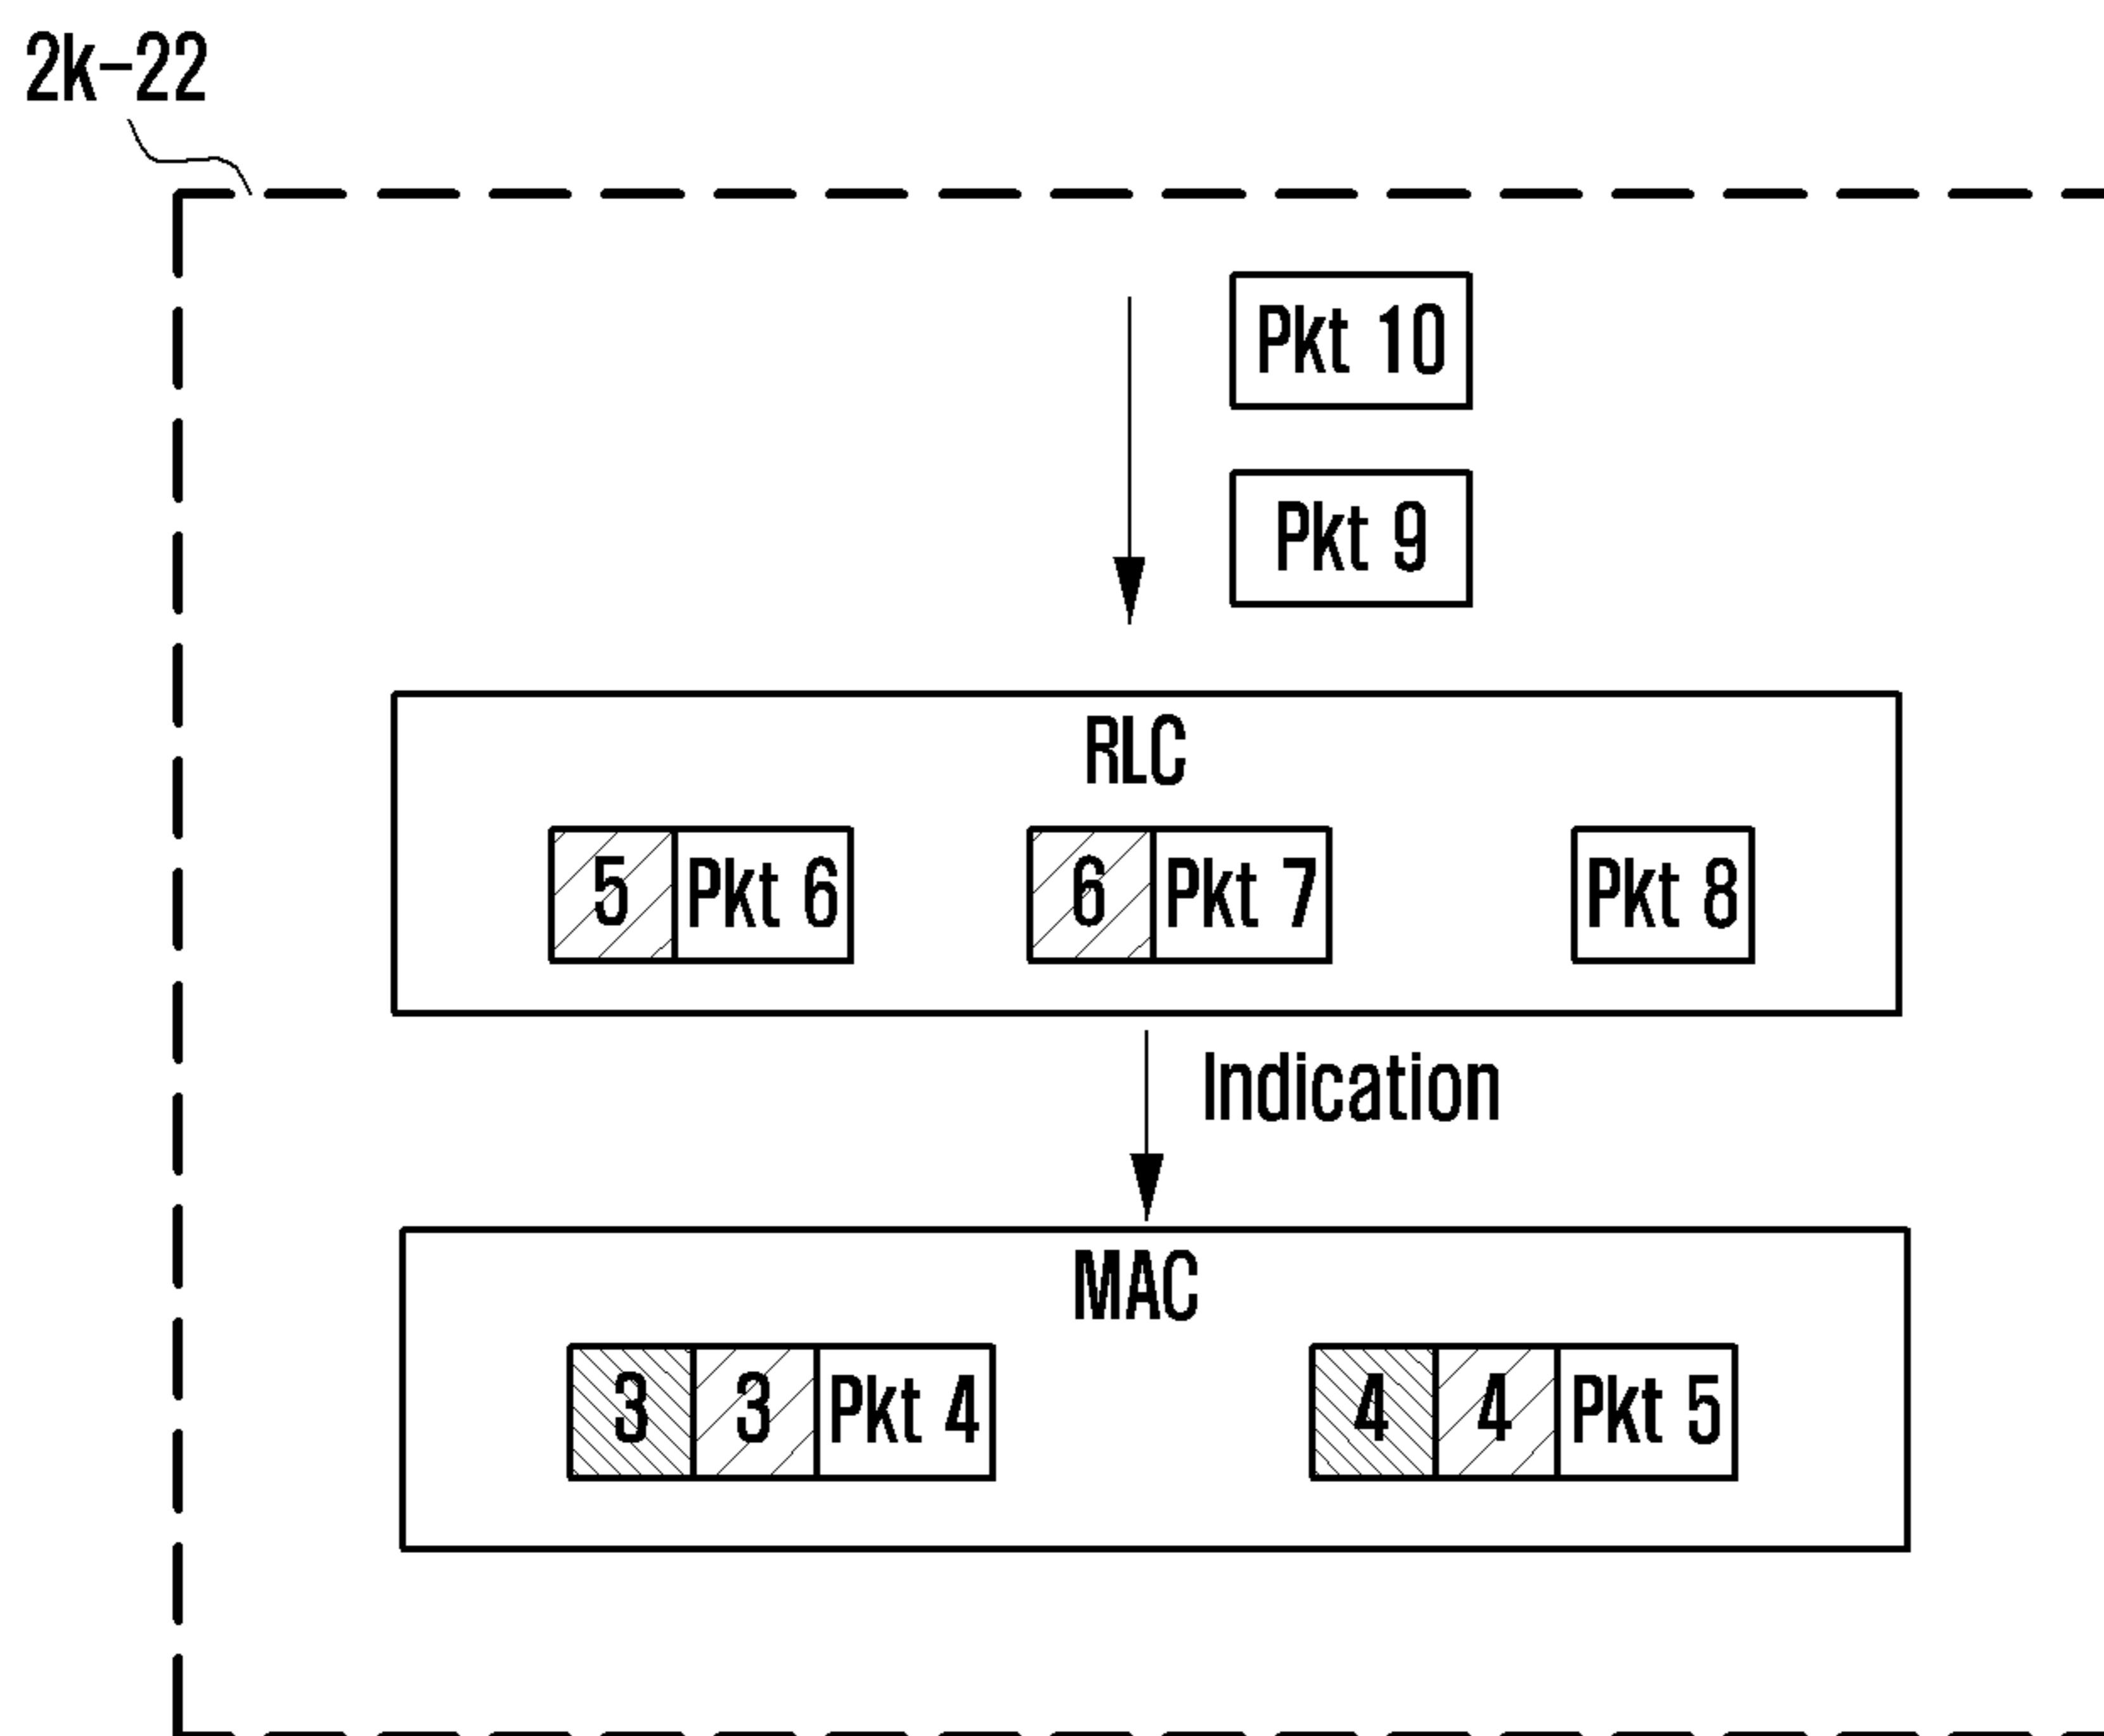 2k-22
Pkt 10
Pkt 9
RLC
5 Pkt 6 6 Pkt 7 Pkt 8
Indication
MAC
3 3 Pkt 4 4 4 Pkt 5